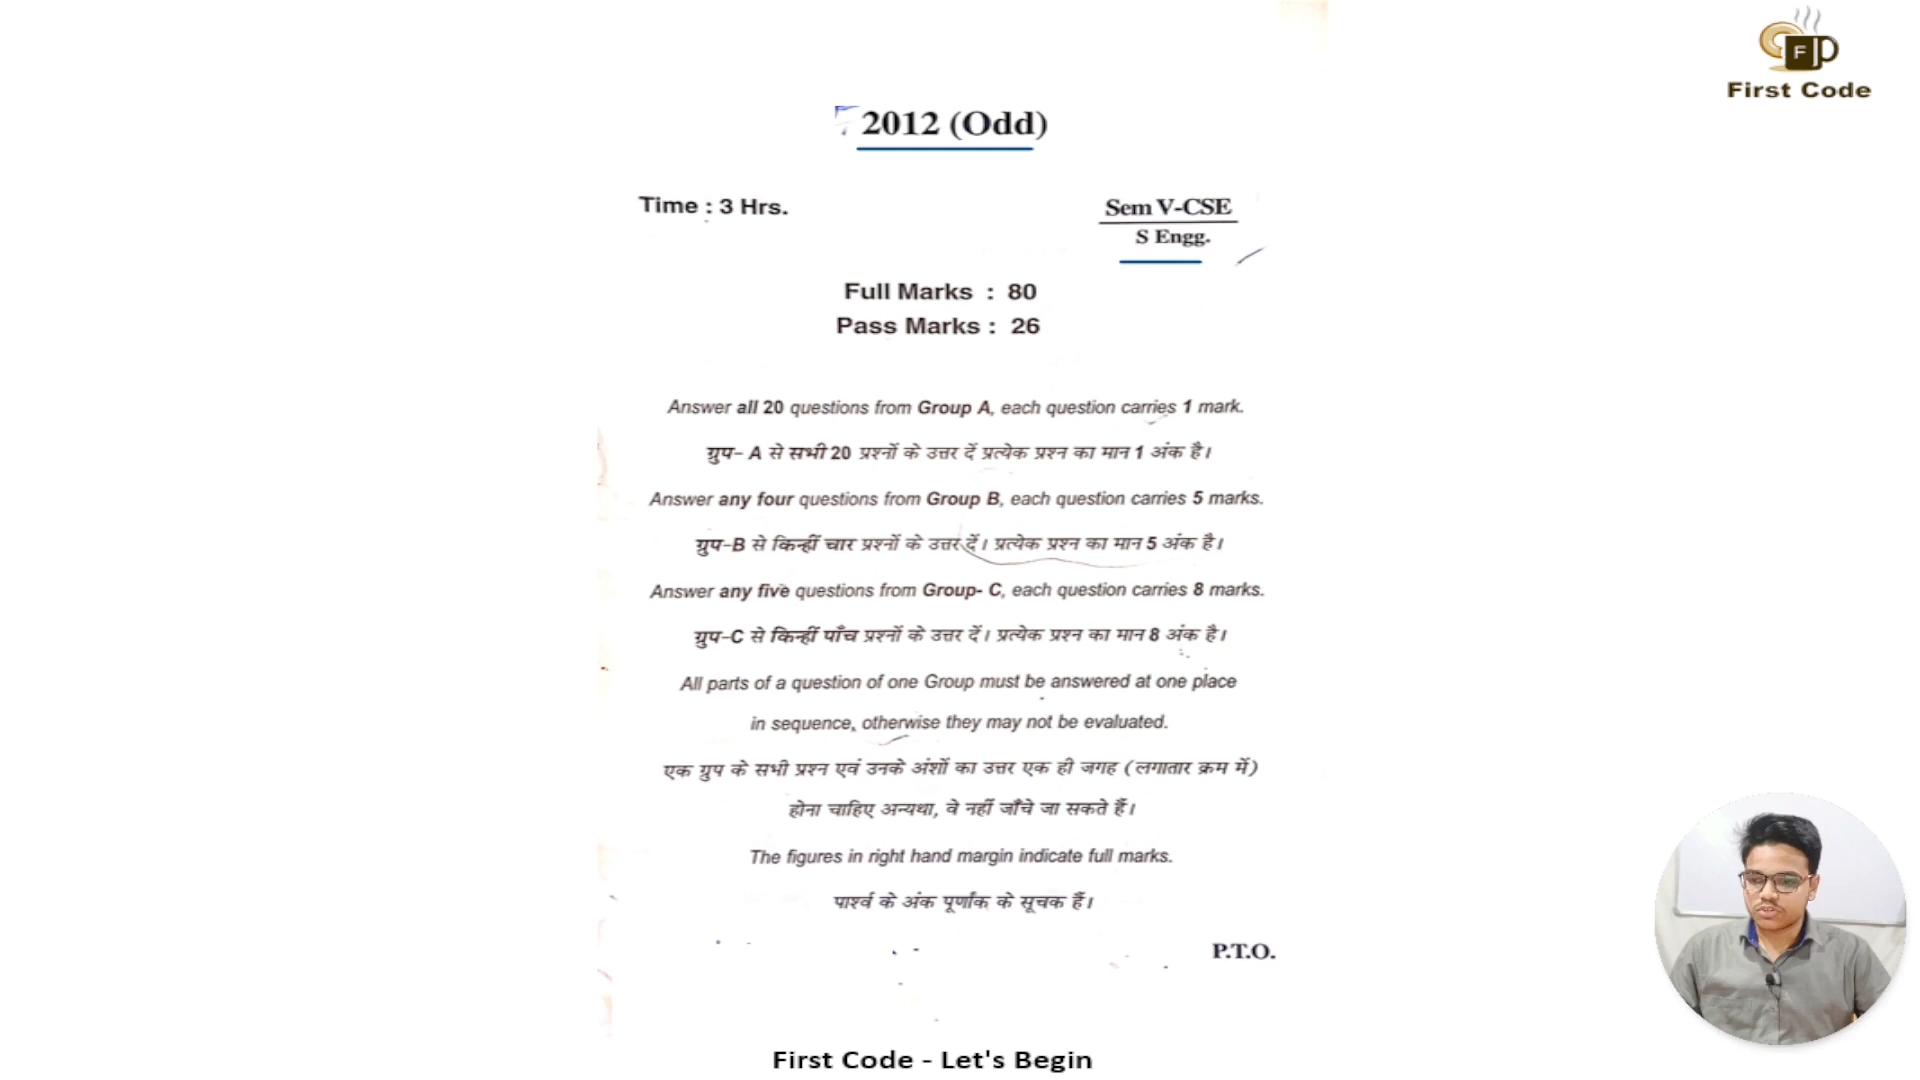 F
First Code
2012 (Odd)
Time : 3 Hrs.
Sem V-CSE
S Engg.
Full Marks : 80
Pass Marks : 26
Answer all 20 questions from Group A, each question carries 1 mark.
ग्रुप- A से सभी 20 प्रश्नों के उत्तर दें प्रत्येक प्रश्न का मान 1 अंक है।
Answer any four questions from Group B, each question carries 5 marks.
ग्रुप-B से किन्हीं चार प्रश्नों के उत्तर दें। प्रत्येक प्रश्न का मान 5 अंक है।
Answer any five questions from Group- C, each question carries 8 marks.
ग्रुप-C से किन्हीं पाँच प्रश्नों के उत्तर दें। प्रत्येक प्रश्न का मान 8 अंक है।
All parts of a question of one Group must be answered at one place
in sequence, otherwise they may not be evaluated.
एक ग्रुप के सभी प्रश्न एवं उनके अंशों का उत्तर एक ही जगह (लगातार क्रम में)
होना चाहिए अन्यथा, वे नहीं जाँचे जा सकते हैं।
The figures in right hand margin indicate full marks.
पार्श्व के अंक पूर्णांक के सूचक हैं।
P.T.O.
First Code - Let's Begin